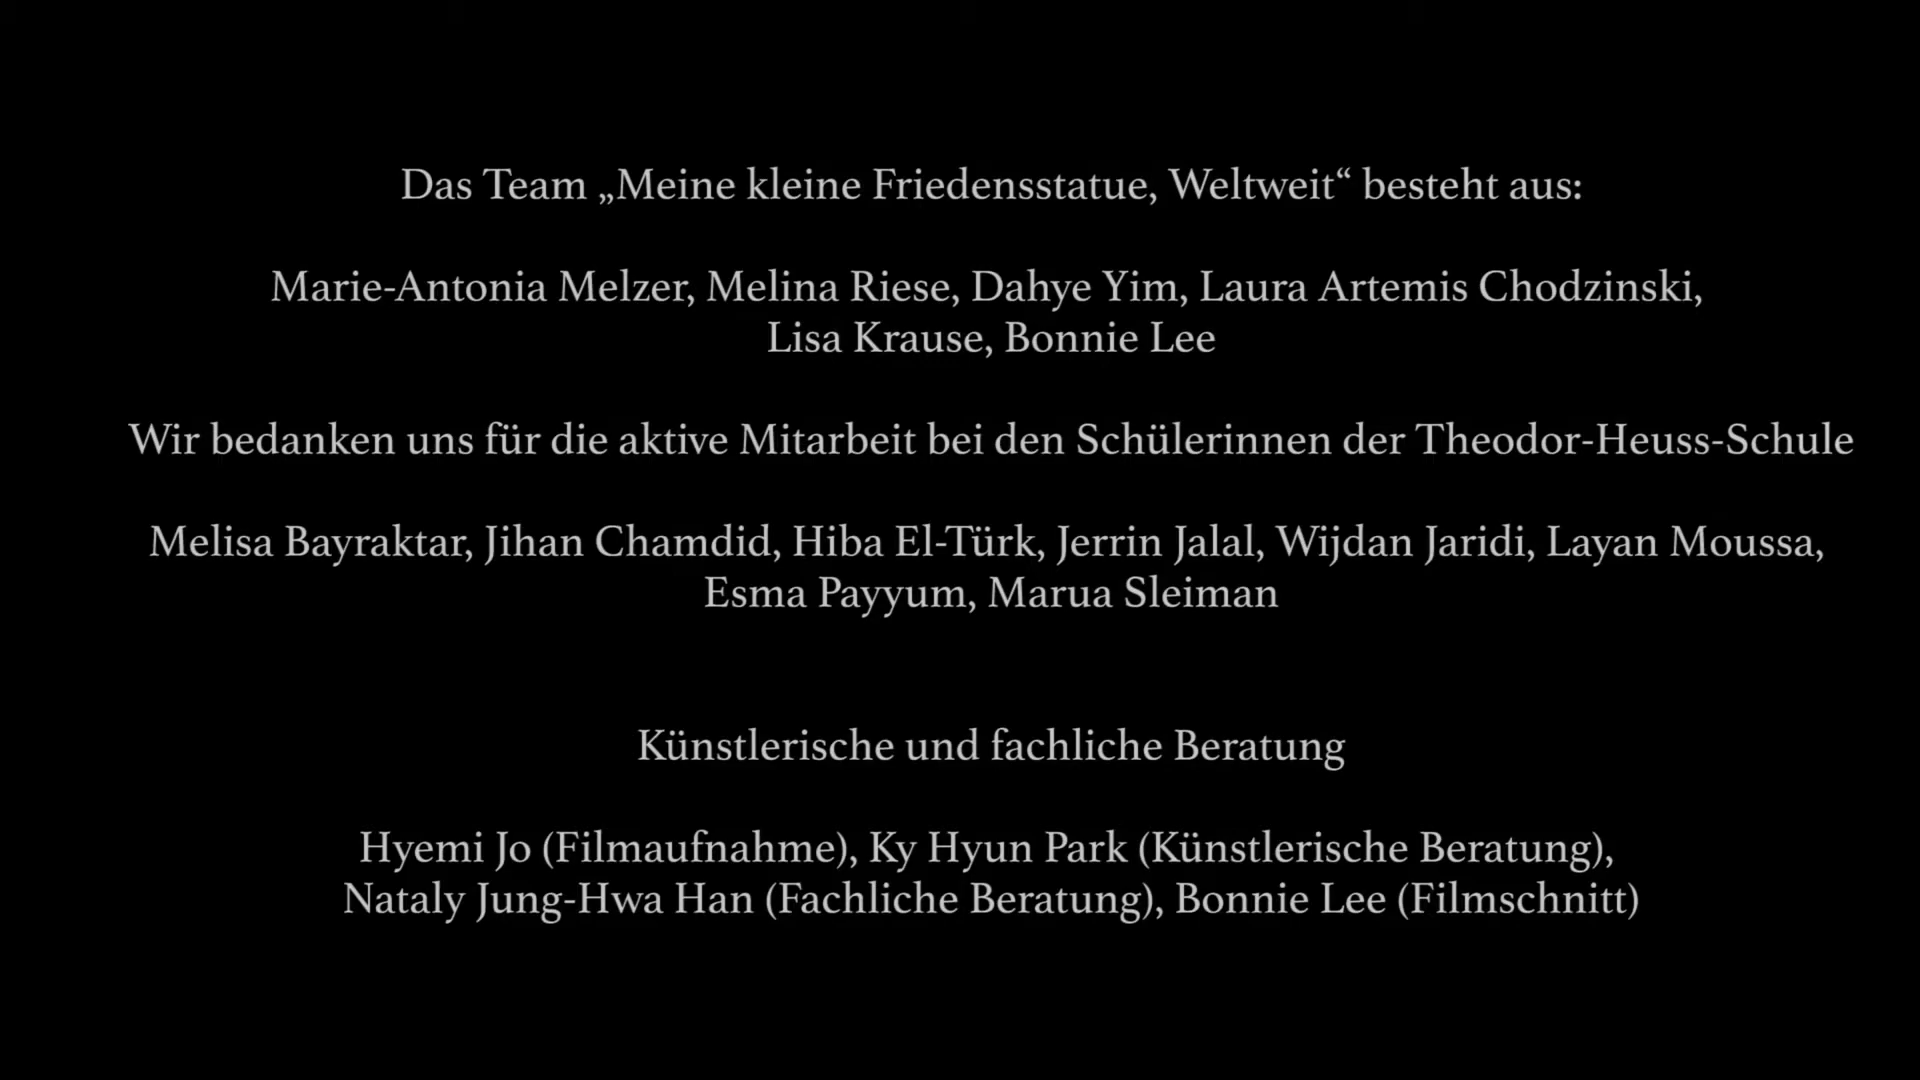 Das Team „Meine kleine Friedensstatue, Weltweit“ besteht aus:
Marie-Antonia Melzer, Melina Riese, Dahye Yim, Laura Artemis Chodzinski,
Lisa Krause, Bonnie Lee
Wir bedanken uns für die aktive Mitarbeit bei den Schülerinnen der Theodor-Heuss-Schule
Melisa Bayraktar, Jihan Chamdid, Hiba El-Türk, Jerrin Jalal, Wijdan Jaridi, Layan Moussa,
Esma Payyum, Marua Sleiman
Künstlerische und fachliche Beratung
Hyemi Jo (Filmaufnahme), Ky Hyun Park (Künstlerische Beratung),
Nataly Jung-Hwa Han (Fachliche Beratung), Bonnie Lee (Filmschnitt)